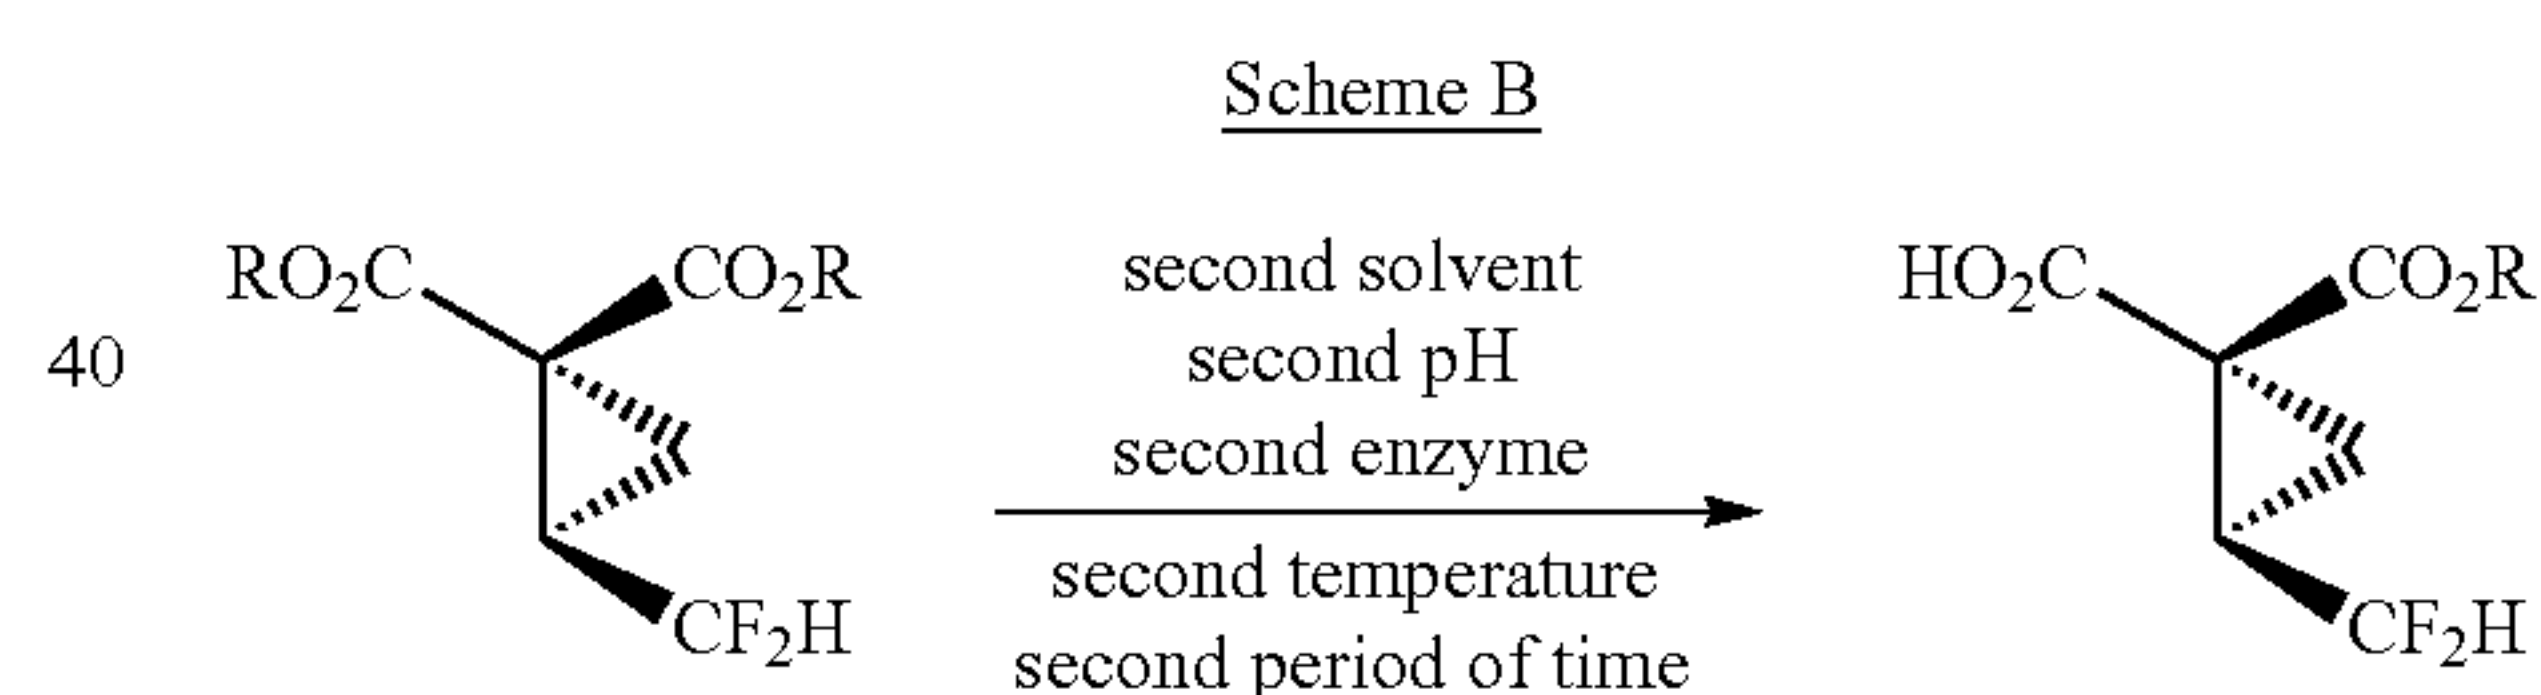 Scheme B
RO₂C CO₂R second solvent HO₂C CO₂R
40 second pH
second enzyme
second temperature
CF₂H second period of time CF₂H